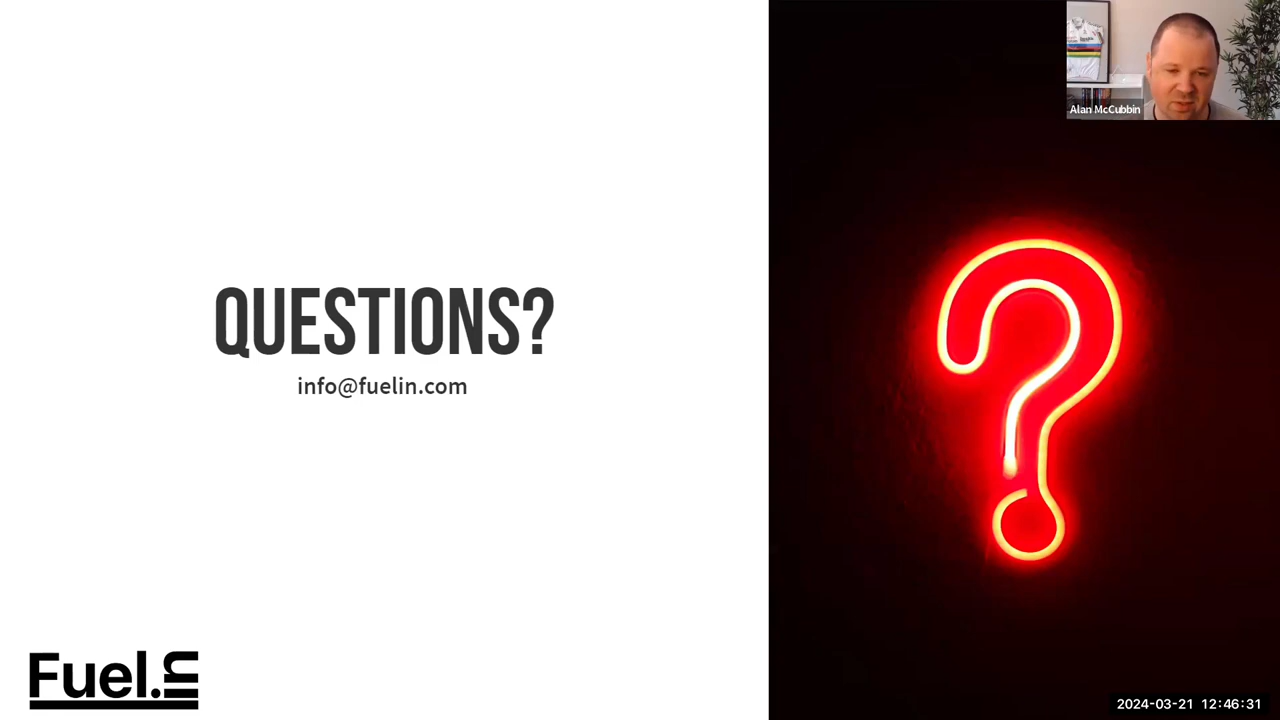 Alan McCubbin
QUESTIONS?
info@fuelin.com
Fuel.in
2024-03-21 12:46:31